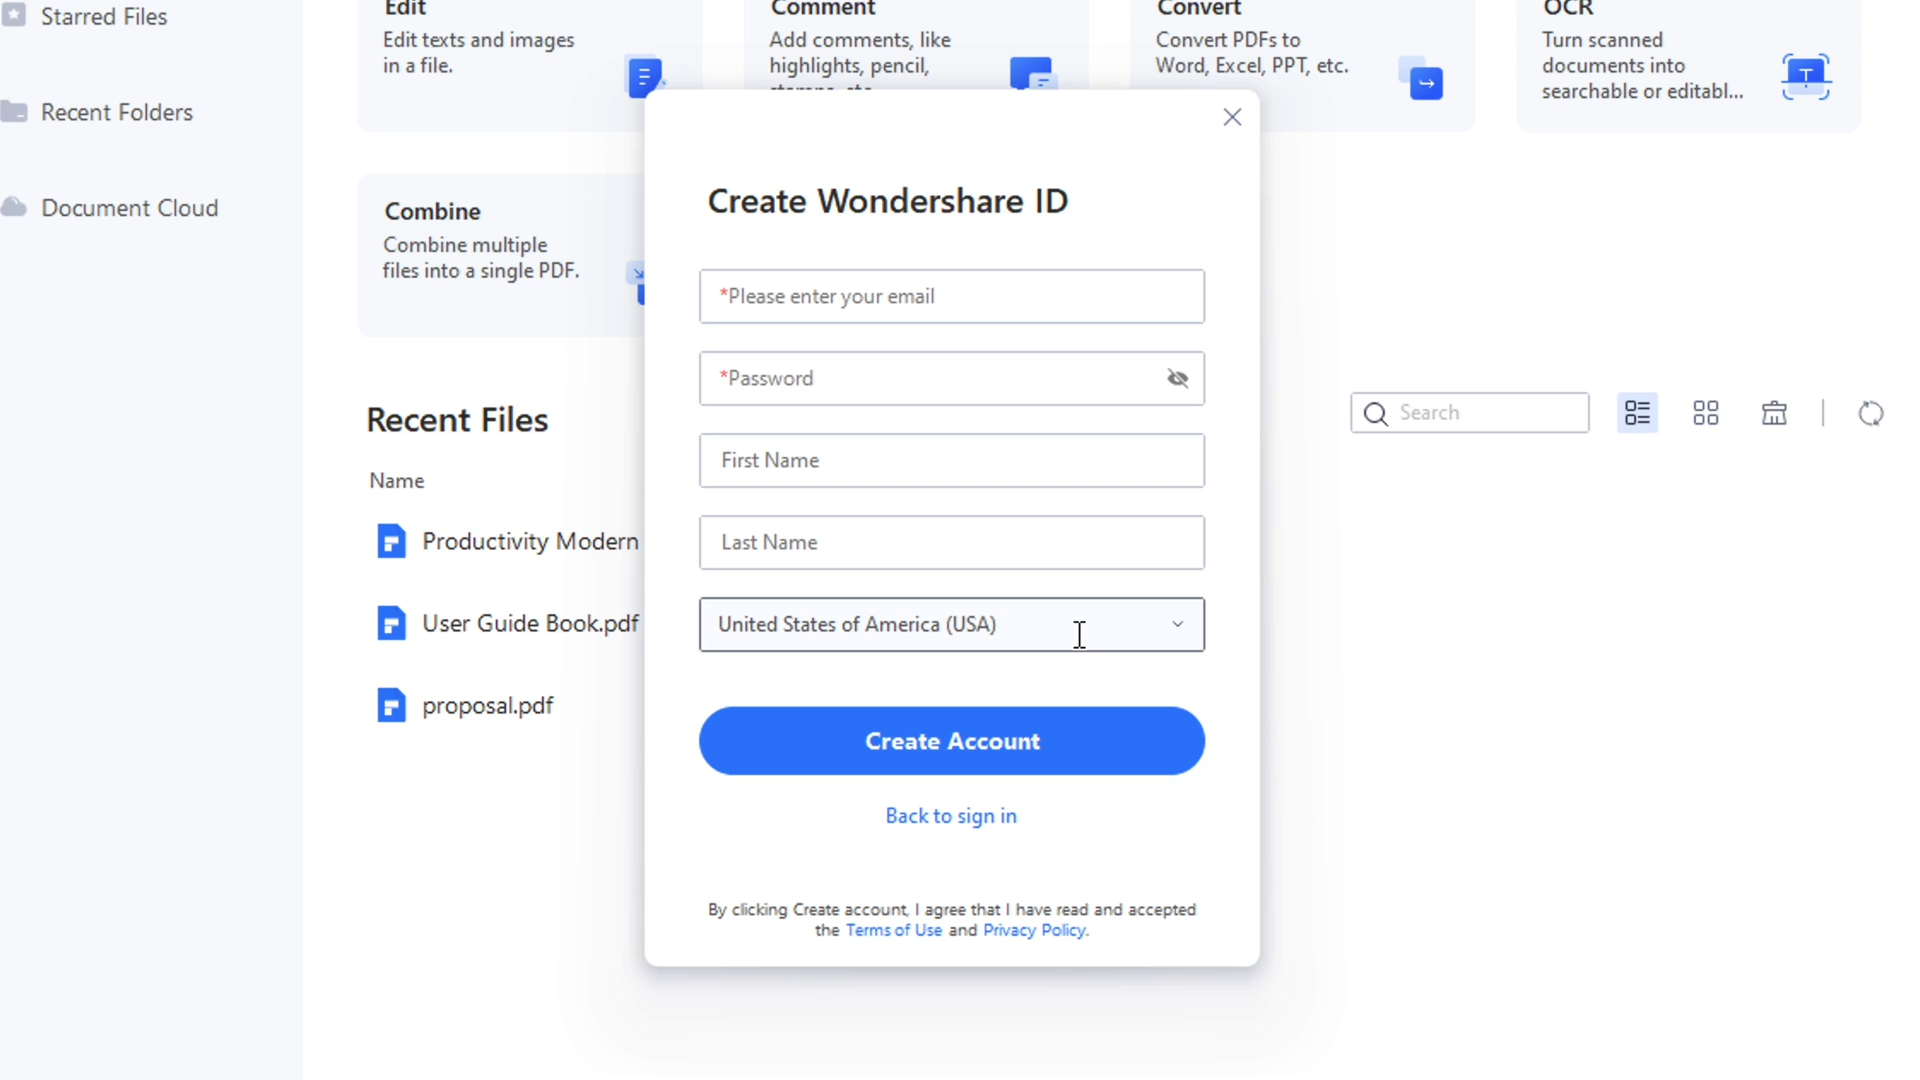 Starred Files
Recent Folders
Document Cloud
Edit
Edit texts and images
in a file.
Comment
Add comments, like
highlights, pencil,
Convert
Convert PDFs to
Word, Excel, PPT, etc.
OCR
Turn scanned
documents into
searchable or editabl...
Combine
Combine multiple
files into a single PDF.
Recent Files
Search
Name
Productivity Modern
User Guide Book.pdf
proposal.pdf
Create Wondershare ID
*Please enter your email
*Password
First Name
Last Name
United States of America (USA)
Create Account
Back to sign in
By clicking Create account, I agree that I have read and accepted
the Terms of Use and Privacy Policy.